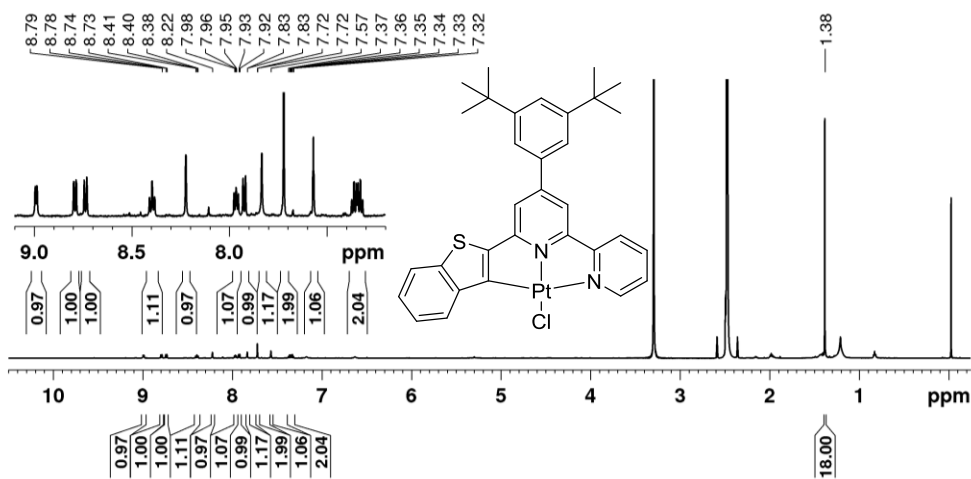 8.79 8.78 8.74 8.73 8.41 8.40 8.38 8.22 7.98 7.96 7.95 7.93 7.92 7.83 7.83 7.72 7.72 7.57 7.37 7.36 7.35 7.34 7.33 7.32 1.38
S N N
Pt
Cl
9.0 8.5 8.0 ppm
0.97 1.00 1.00 1.11 0.97 1.07 0.99 1.17 1.99 1.06 2.04
10 9 8 7 6 5 4 3 2 1 ppm
0.97 1.00 1.00 1.11 0.97 1.07 0.99 1.17 1.99 1.06 2.04 18.00